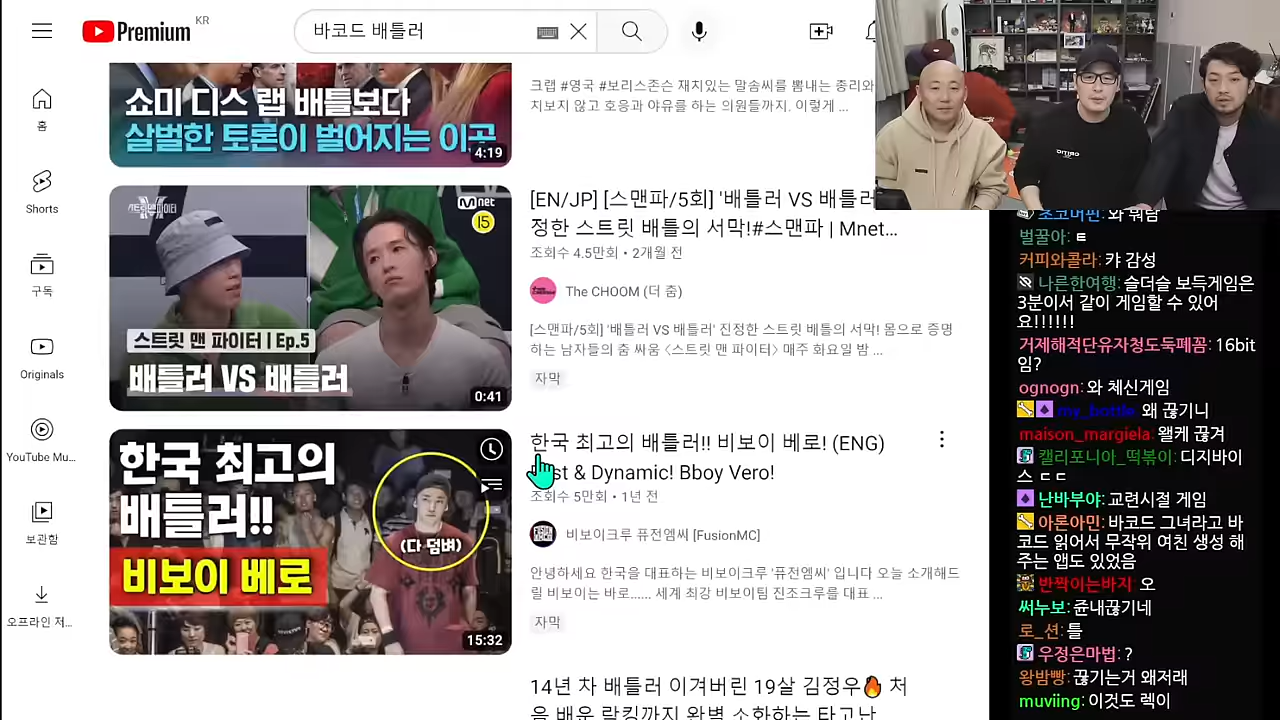 Premium
KR
바코드 배틀러
홈
Shorts
구독
Originals
YouTube Mu...
보관함
오프라인 저...
쇼미 디스 랩 배틀보다
살벌한 토론이 벌어지는 이곳
4:19
크랩 #영국 #보리스존슨 재치있는 말솜씨를 뽐내는 총리와
치보지 않고 호응과 야유를 하는 의원들까지. 이렇게 ...
스트릿맨파이터
Mnet
15
스트릿 맨 파이터 | Ep.5
배틀러 VS 배틀러
0:41
[EN/JP] [스맨파/5회] '배틀러 VS 배틀러
정한 스트릿 배틀의 서막!#스맨파 | Mnet...
조회수 4.5만회 • 2개월 전
The CHOOM (더 춤)
[스맨파/5회] '배틀러 VS 배틀러' 진정한 스트릿 배틀의 서막! 몸으로 증명
하는 남자들의 춤 싸움 <스트릿 맨 파이터> 매주 화요일 밤 ...
자막
한국 최고의
배틀러!!
비보이 베로
(다 덤벼)
15:32
한국 최고의 배틀러!! 비보이 베로! (ENG)
st & Dynamic! Bboy Vero!
조회수 5만회 • 1년 전
비보이크루 퓨전엠씨 [FusionMC]
안녕하세요 한국을 대표하는 비보이크루 '퓨전엠씨' 입니다 오늘 소개해드
릴 비보이는 바로...... 세계 최강 비보이팀 진조크루를 대표 ...
자막
14년 차 배틀러 이겨버린 19살 김정우🔥 처
음 배운 락킹까지 완벽 소화하는 타고난
초코버핀: 와 뭐남
벌꿀아: ㅌ
커피와콜라: 캬 감성
나른한여행: 슬더슬 보득게임은
3분이서 같이 게임할 수 있어
요!!!!!!
거제해적단유자청도둑폐꼼: 16bit
임?
ognogn: 와 체신게임
my_bottle 왜 끊기니
maison_margiela: 왤케 끊겨
캘리포니아_떡볶이: 디지바이
스 ㄷㄷ
난바부야: 교련시절 게임
아론아민: 바코드 그녀라고 바
코드 읽어서 무작위 여친 생성 해
주는 앱도 있었음
반짝이는바지 오
써누보: 쥰내끊기네
로_션: 틀
우정은마법: ?
왕밤빵: 끊기는거 왜저래
muviing: 이것도 렉이